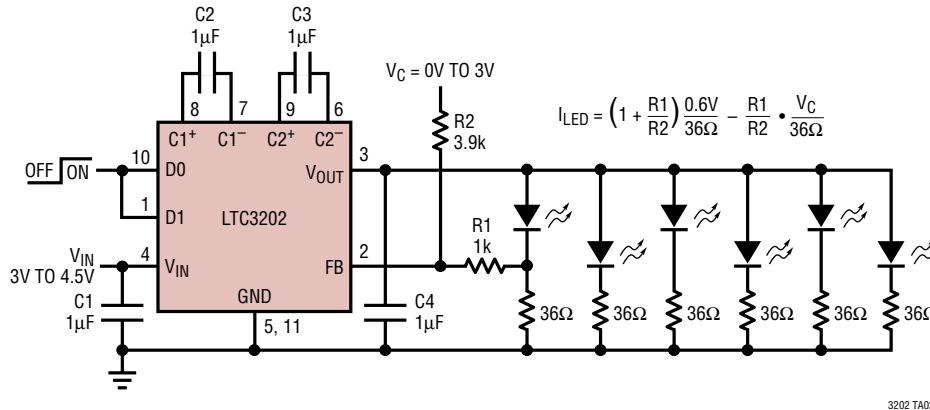 C2
1µF
C3
1µF
V_C = 0V TO 3V
8
7
9
6
R2
3.9k
I_LED = (1 + R1/R2) 0.6V/36Ω – R1/R2 • V_C/36Ω
C1⁺
C1⁻
C2⁺
C2⁻
OFF ON
10
D0
V_OUT
3
1
D1
LTC3202
R1
1k
V_IN
3V TO 4.5V
4
V_IN
FB
2
C1
1µF
GND
5, 11
C4
1µF
36Ω
36Ω
36Ω
36Ω
36Ω
36Ω
3202 TA02